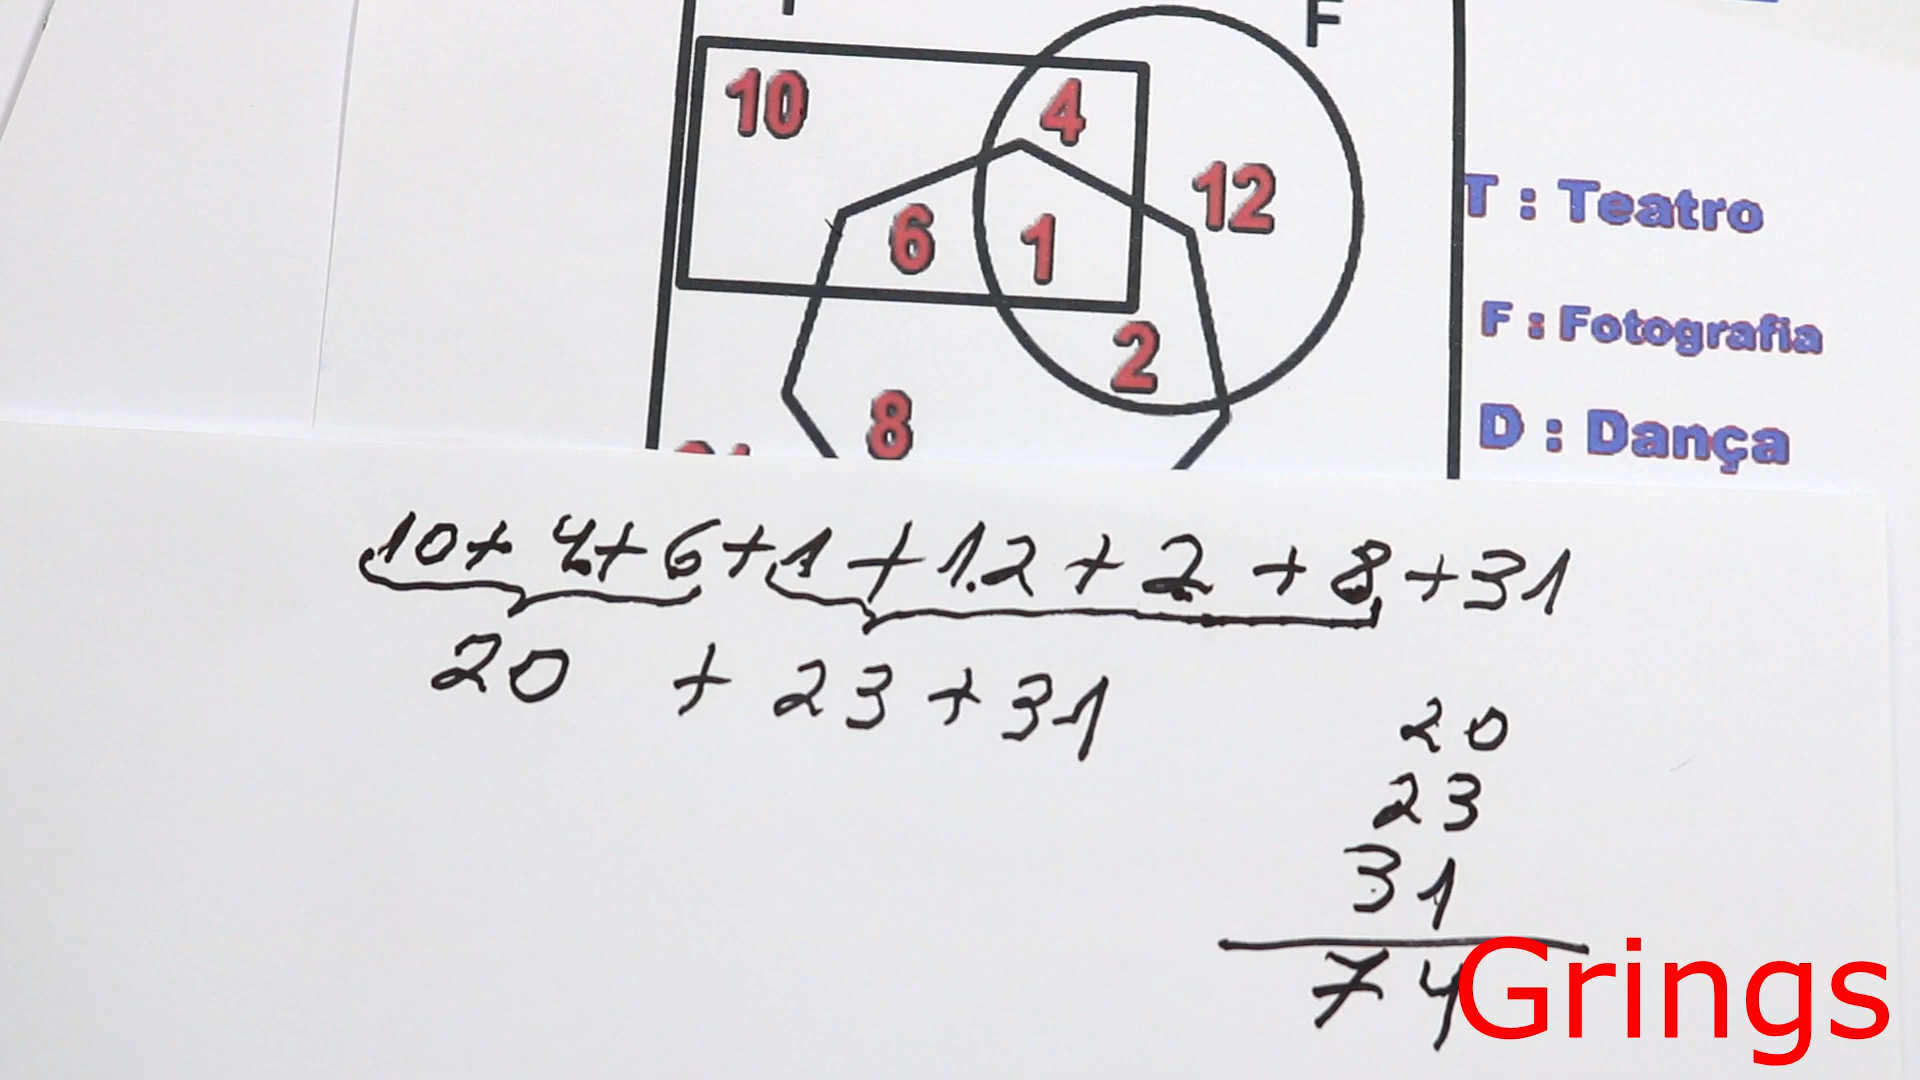 F
10
4
12
T : Teatro
6
1
F : Fotografia
2
8
D : Dança
10+ 4+ 6 +1 + 12 + 2 + 8 + 31
20 + 23 + 31
20
23
31
74
Grings